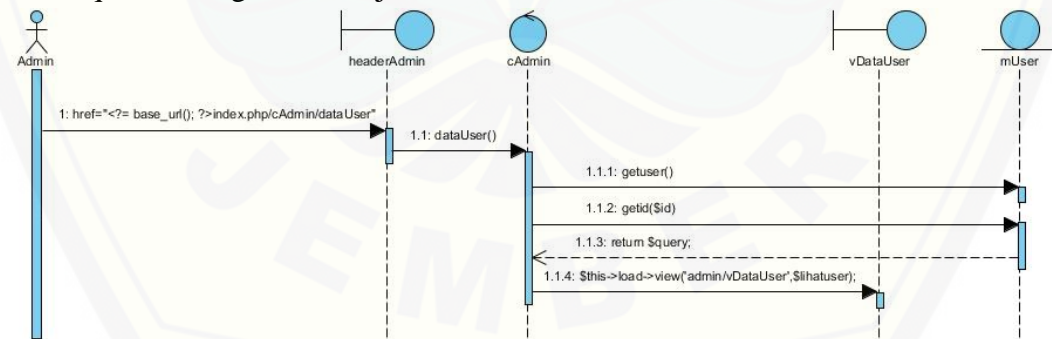 Admin
headerAdmin
cAdmin
vDataUser
mUser
1: href="<?= base_url(); ?>index.php/cAdmin/dataUser"
1.1: dataUser()
1.1.1: getuser()
1.1.2: getid($id)
1.1.3: return $query;
1.1.4: $this->load->view('admin/vDataUser',$lihatuser);
JEMBER